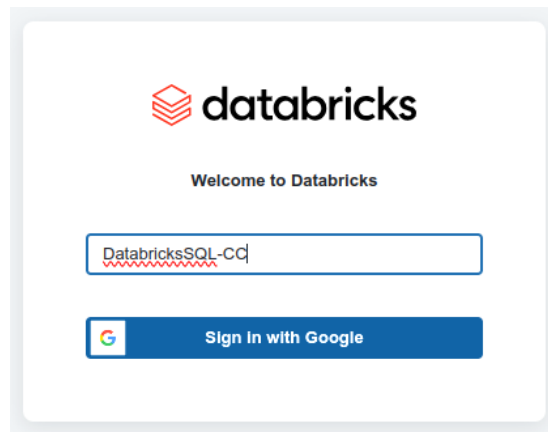 databricks
Welcome to Databricks
DatabricksSQL-CC
Sign in with Google